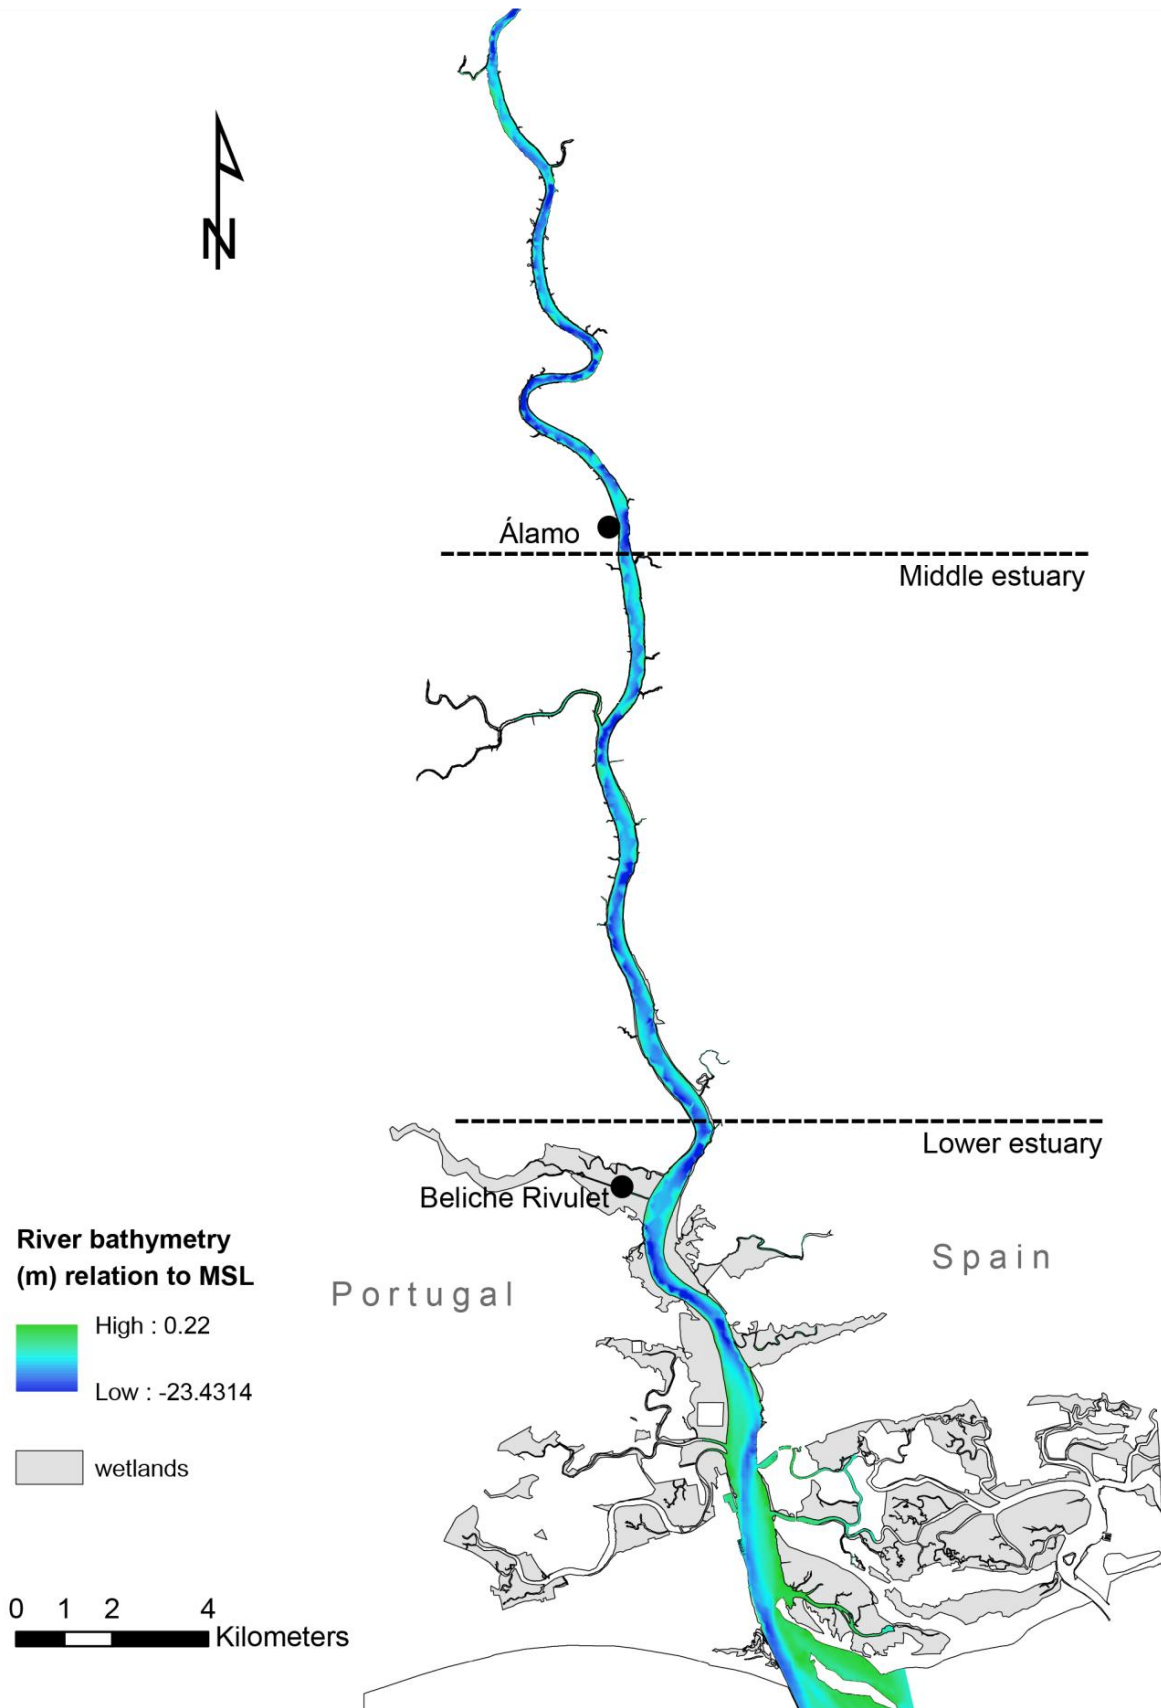 N
Álamo
Middle estuary
Lower estuary
Beliche Rivulet
River bathymetry
(m) relation to MSL
High : 0.22
Low : -23.4314
wetlands
Portugal
Spain
0 1 2 4
Kilometers